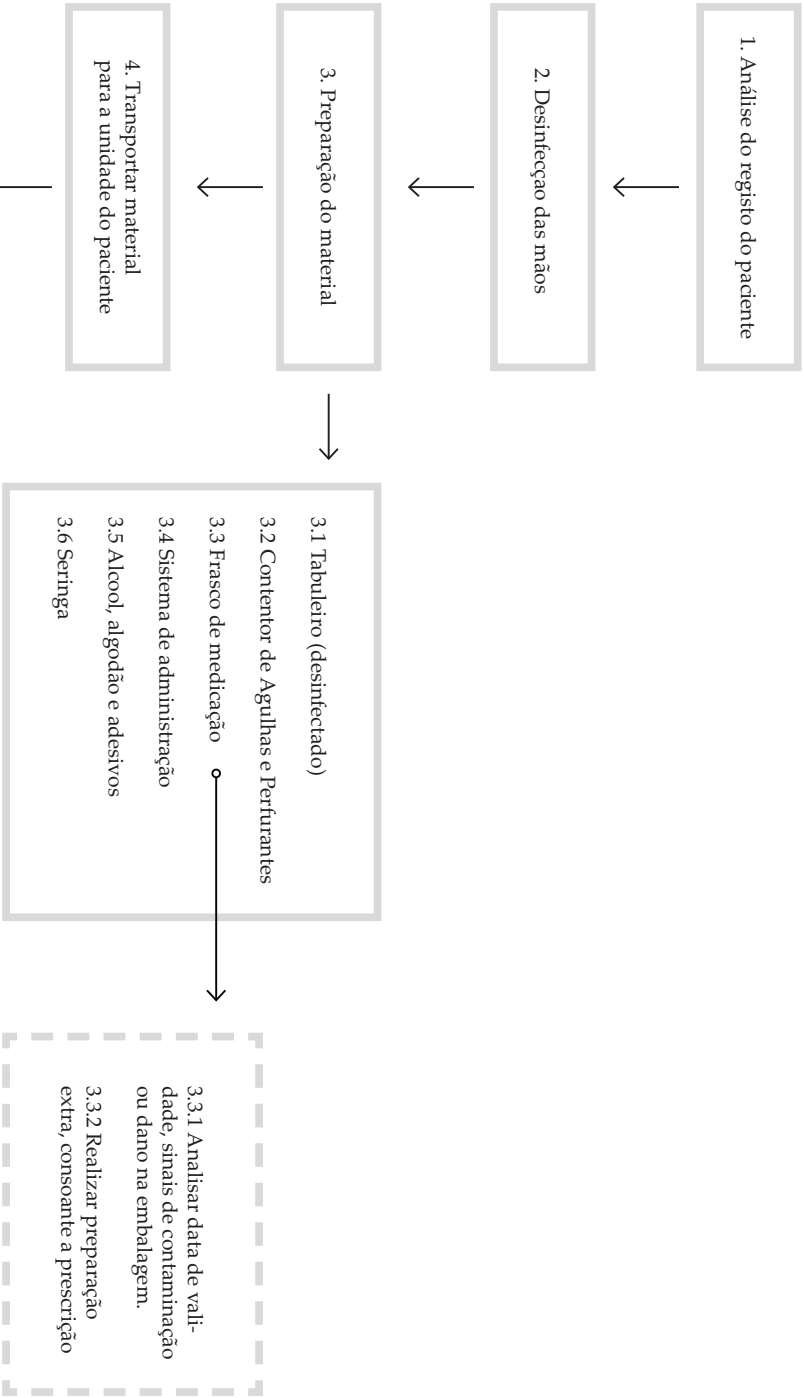 1. Análise do registo do paciente
2. Desinfecçao das mãos
3. Preparação do material
3.1 Tabuleiro (desinfectado)
3.2 Contentor de Agulhas e Perfurantes
3.3 Frasco de medicação
3.4 Sistema de administração
3.5 Alcool, algodão e adesivos
3.6 Seringa
3.3.1 Analisar data de vali-
dade, sinais de contaminação
ou dano na embalagem.
3.3.2 Realizar preparação
extra, consoante a prescrição
4. Transportar material
para a unidade do paciente